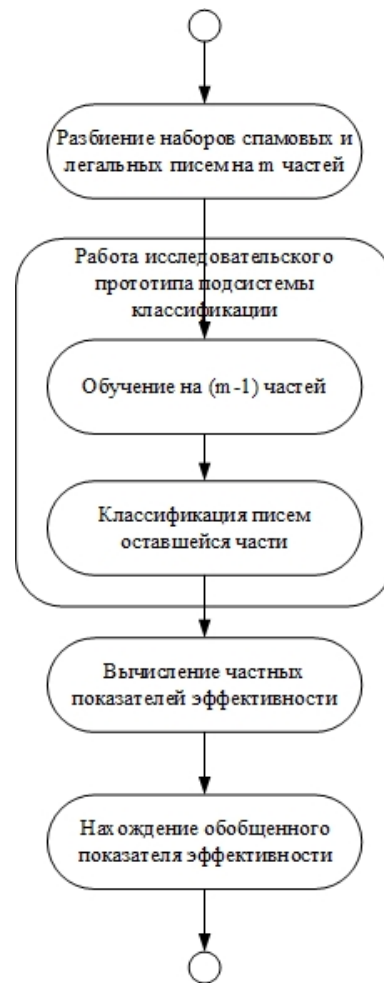 Разбиение наборов спамовых и
легальных писем на m частей
Работа исследовательского
прототипа подсистемы
классификации
Обучение на (m-1) частей
Классификация писем
оставшейся части
Вычисление частных
показателей эффективности
Нахождение обобщенного
показателя эффективности